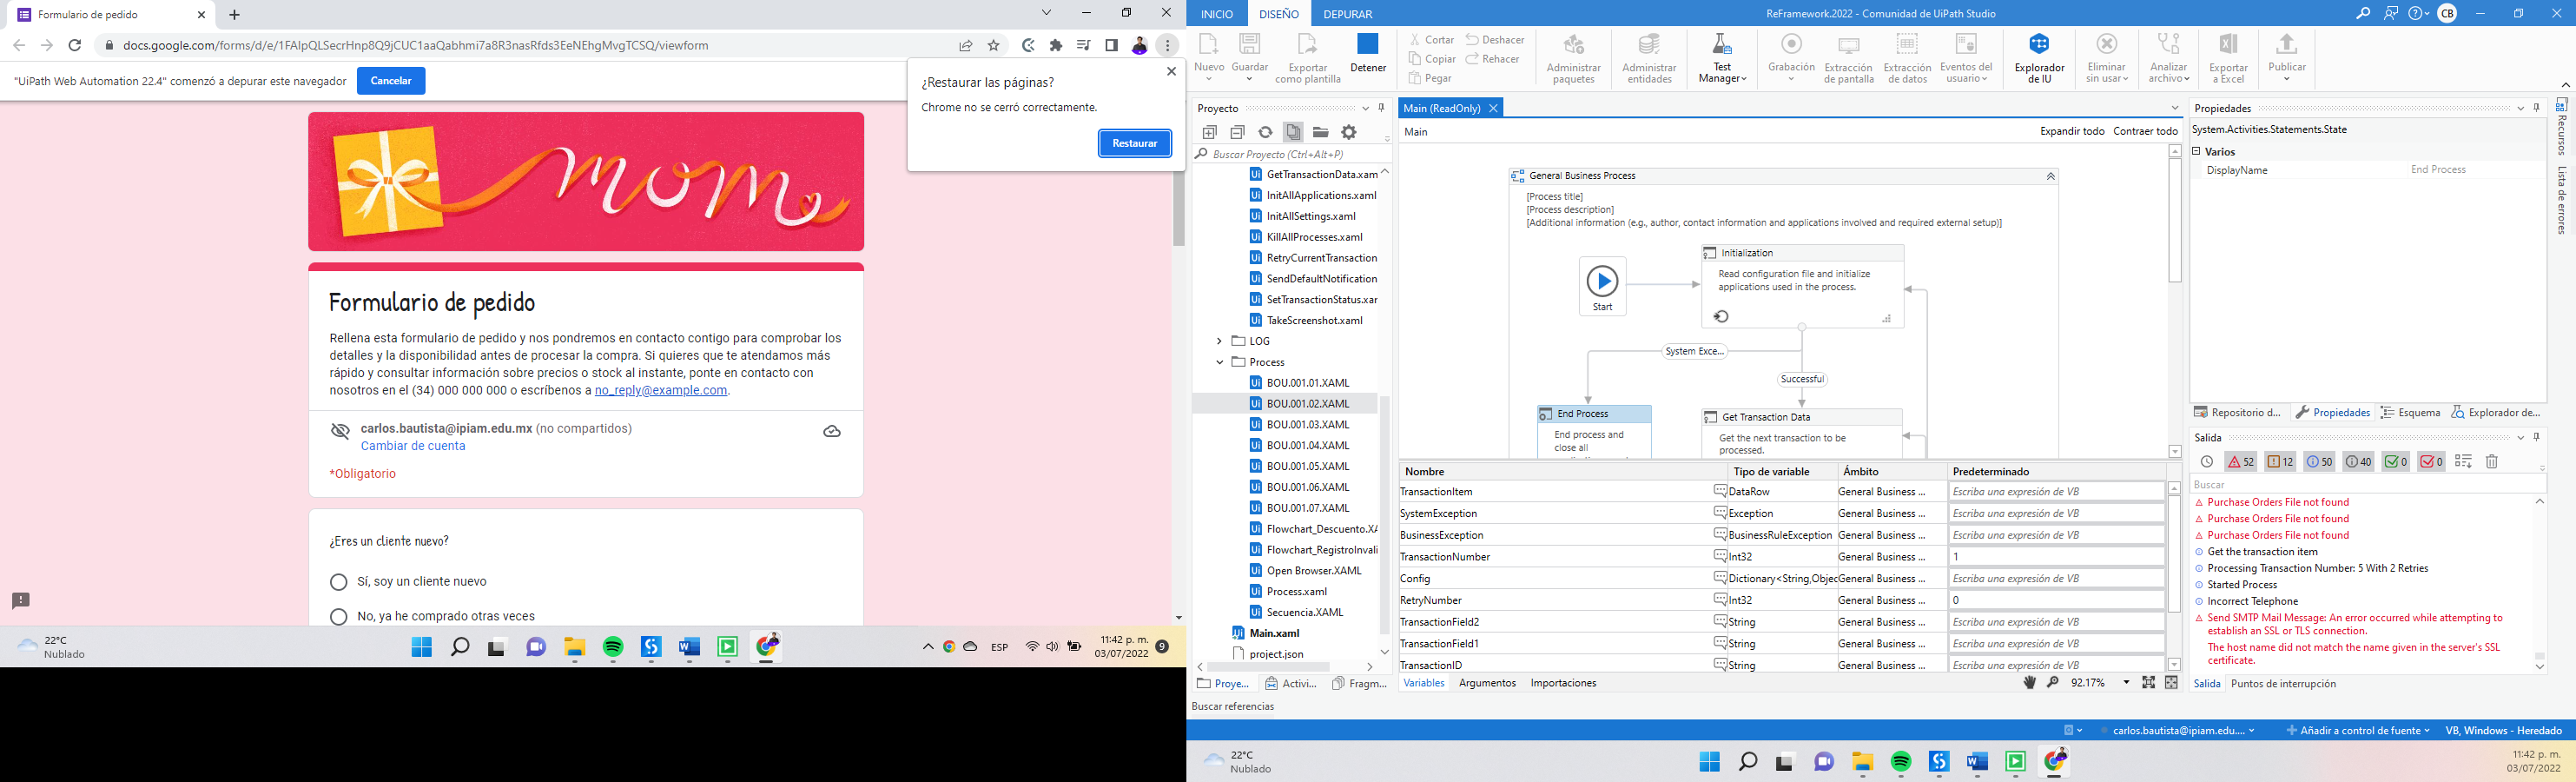 Formulario de pedido
docs.google.com/forms/d/e/1FAIpQLSecrHnp8Q9jCUC1aaQabhmi7a8R3nasRfds3EeNEhgMvgTCSQ/viewform
"UiPath Web Automation 22.4" comenzó a depurar este navegador
Cancelar
¿Restaurar las páginas?
Chrome no se cerró correctamente.
Restaurar
mom
Formulario de pedido
Rellena esta formulario de pedido y nos pondremos en contacto contigo para comprobar los
detalles y la disponibilidad antes de procesar la compra. Si quieres que te atendamos más
rápido y consultar información sobre precios o stock al instante, ponte en contacto con
nosotros en el (34) 000 000 000 o escríbenos a no_reply@example.com.
carlos.bautista@ipiam.edu.mx (no compartidos)
Cambiar de cuenta
*Obligatorio
¿Eres un cliente nuevo?
Sí, soy un cliente nuevo
No, ya he comprado otras veces
22°C
Nublado
ESP
11:42 p. m.
03/07/2022
9
INICIO DISEÑO DEPURAR
ReFramework.2022 - Comunidad de UiPath Studio
CB
Nuevo
Guardar
Exportar
como plantilla
Detener
Cortar
Copiar
Pegar
Deshacer
Rehacer
Administrar
paquetes
Administrar
entidades
Test
Manager
Grabación
Extracción
de pantalla
Extracción
de datos
Eventos del
usuario
Explorador
de IU
Eliminar
sin usar
Analizar
archivo
Exportar
a Excel
Publicar
Proyecto
Buscar Proyecto (Ctrl+Alt+P)
GetTransactionData.xam
InitAllApplications.xaml
InitAllSettings.xaml
KillAllProcesses.xaml
RetryCurrentTransaction
SendDefaultNotification
SetTransactionStatus.xar
TakeScreenshot.xaml
LOG
Process
BOU.001.01.XAML
BOU.001.02.XAML
BOU.001.03.XAML
BOU.001.04.XAML
BOU.001.05.XAML
BOU.001.06.XAML
BOU.001.07.XAML
Flowchart_Descuento.XA
Flowchart_RegistroInvali
Open Browser.XAML
Process.xaml
Secuencia.XAML
Main.xaml
project.json
Proye...
Activi...
Fragm...
Buscar referencias
Main (ReadOnly)
Main
Expandir todo Contraer todo
General Business Process
[Process title]
[Process description]
[Additional information (e.g., author, contact information and applications involved and required external setup)]
Start
Initialization
Read configuration file and initialize
applications used in the process.
System Exce...
Successful
End Process
End process and
close all
Get Transaction Data
Get the next transaction to be
processed.
Nombre Tipo de variable Ámbito Predeterminado
TransactionItem DataRow General Business ... Escriba una expresión de VB
SystemException Exception General Business ... Escriba una expresión de VB
BusinessException BusinessRuleException General Business ... Escriba una expresión de VB
TransactionNumber Int32 General Business ... 1
Config Dictionary<String,Objec General Business ... Escriba una expresión de VB
RetryNumber Int32 General Business ... 0
TransactionField2 String General Business ... Escriba una expresión de VB
TransactionField1 String General Business ... Escriba una expresión de VB
TransactionID String General Business ... Escriba una expresión de VB
Variables Argumentos Importaciones
92.17%
Propiedades
System.Activities.Statements.State
Varios
DisplayName End Process
Repositorio d...
Propiedades
Esquema
Explorador de...
Salida
52 12 50 40 0 0
Buscar
Purchase Orders File not found
Purchase Orders File not found
Purchase Orders File not found
Get the transaction item
Processing Transaction Number: 5 With 2 Retries
Started Process
Incorrect Telephone
Send SMTP Mail Message: An error occurred while attempting to
establish an SSL or TLS connection.
The host name did not match the name given in the server's SSL
certificate.
Salida Puntos de interrupción
Recursos
Lista de errores
carlos.bautista@ipiam.edu....
Añadir a control de fuente
VB, Windows - Heredado
22°C
Nublado
11:42 p. m.
03/07/2022